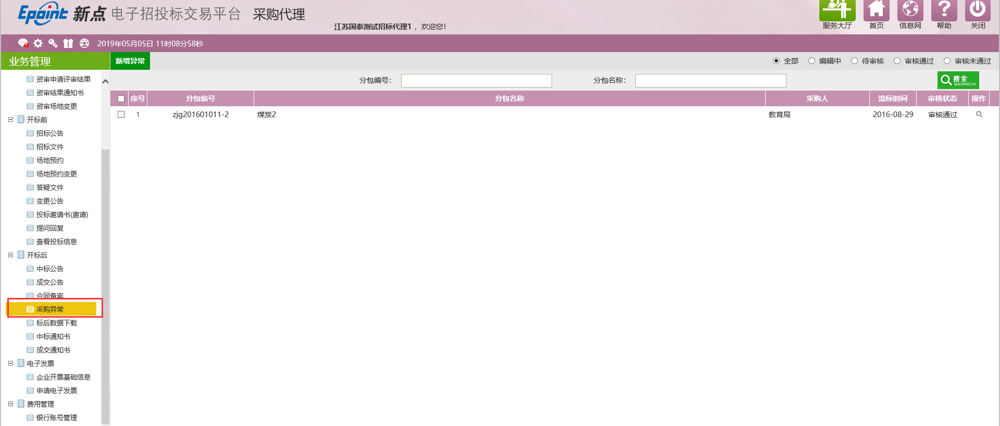 Epoint 新点 电子招投标交易平台 采购代理
江苏国泰测试招标代理1 ，欢迎您!
服务大厅 首页 信息网 帮助 关闭
2019年05月05日 11时08分58秒
业务管理
新增异常
全部 编辑中 待审核 审核通过 审核未通过
分包编号： 分包名称： 搜索 SEARCH
序号 分包编号 分包名称 采购人 流标时间 审核状态 操作
1 zjg201601011-2 煤炭2 教育局 2016-08-29 审核通过
资审申请评审结果
资审结果通知书
资审场地变更
开标前
招标公告
招标文件
场地预约
场地预约变更
答疑文件
变更公告
投标邀请书(邀请)
提问回复
查看投标信息
开标后
中标公告
成交公告
合同备案
采购异常
标后数据下载
中标通知书
成交通知书
电子发票
企业开票基础信息
申请电子发票
费用管理
银行账号管理